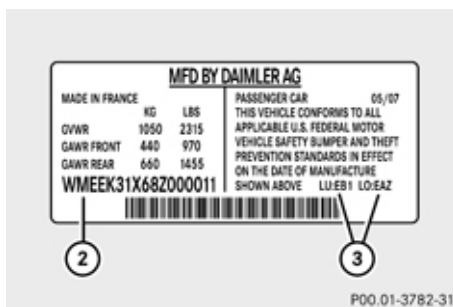 MFD BY DAIMLER AG
MADE IN FRANCE
KG LBS
GVWR 1050 2315
GAWR FRONT 440 970
GAWR REAR 660 1455
WMEEK31X68Z000011
PASSENGER CAR 05/07
THIS VEHICLE CONFORMS TO ALL
APPLICABLE U.S. FEDERAL MOTOR
VEHICLE SAFETY BUMPER AND THEFT
PREVENTION STANDARDS IN EFFECT
ON THE DATE OF MANUFACTURE
SHOWN ABOVE LU:EB1 LO:EAZ
2 3
P00.01-3782-31